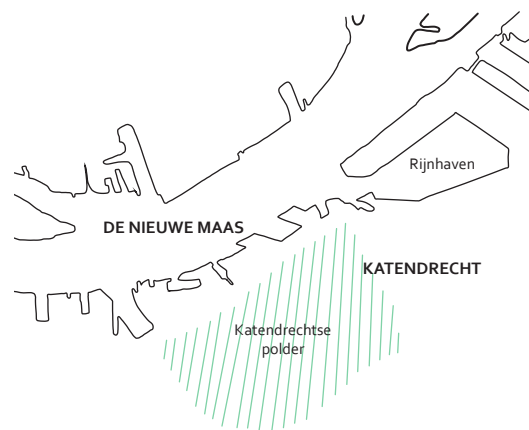 Rijnhaven
DE NIEUWE MAAS
KATENDRECHT
Katendrechtse
polder